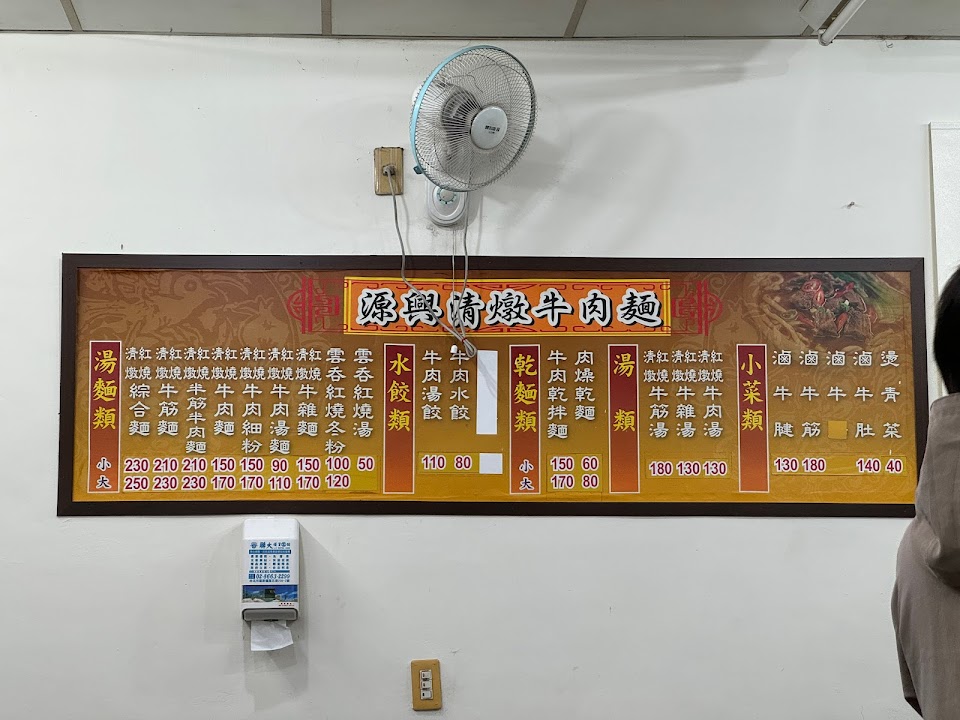 源興清燉牛肉麵
湯麵類
小
大
清燉 紅燒 綜合麵 230 250
清燉 紅燒 牛筋麵 210 230
清燉 紅燒 半筋半肉麵 210 230
清燉 紅燒 牛肉麵 150 170
清燉 紅燒 牛肉細粉 150 170
清燉 紅燒 牛肉湯麵 90 110
清燉 紅燒 牛雜麵 150 170
雲呑紅燒冬粉 100 120
雲呑紅燒湯 50
水餃類
牛肉湯餃 110
牛肉水餃 80
乾麵類
小
大
牛肉乾拌麵 150 170
肉燥乾麵 60 80
湯類
清燉 紅燒 牛筋湯 180
清燉 紅燒 牛雜湯 130
清燉 紅燒 牛肉湯 130
小菜類
滷牛腱 130
滷牛筋 180
滷牛
滷牛肚 140
燙青菜 40
02-8663-2299